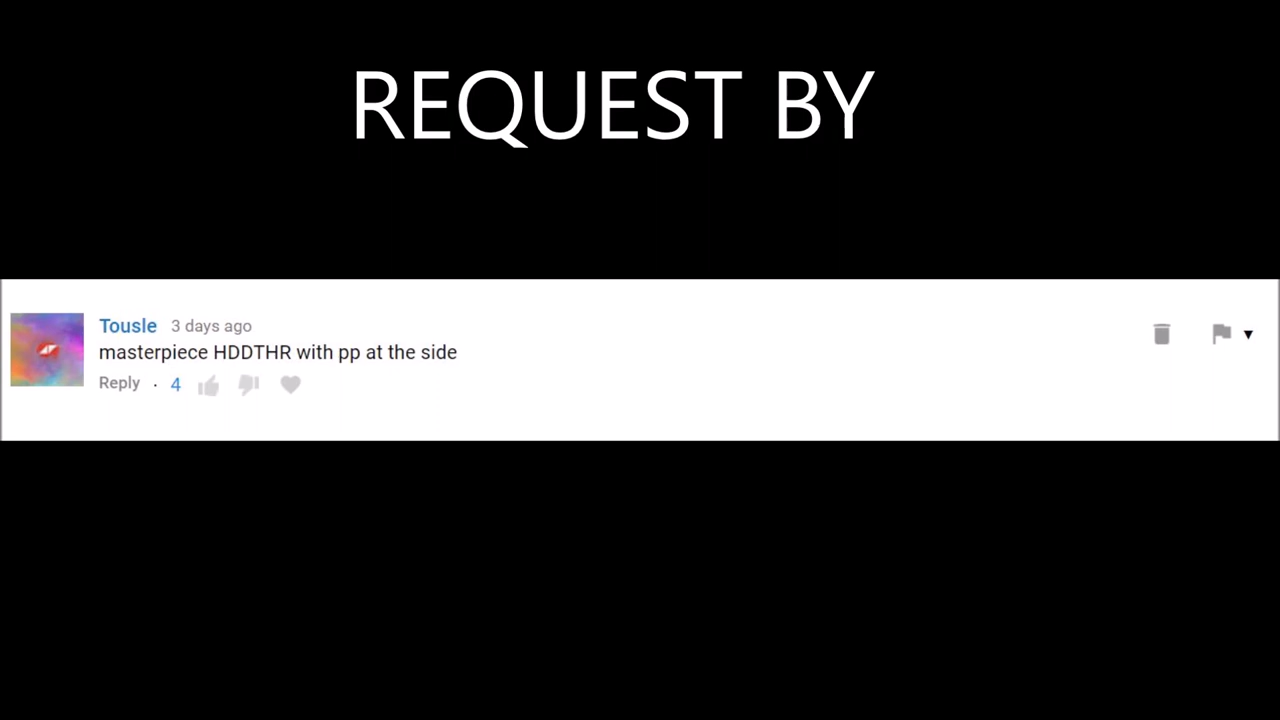 REQUEST BY
Tousle 3 days ago
masterpiece HDDTHR with pp at the side
Reply · 4